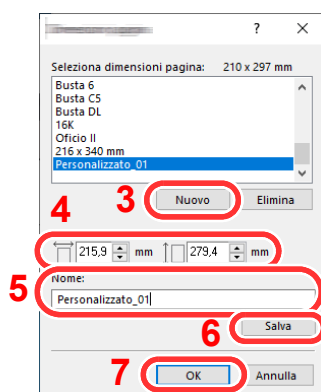 ?
Seleziona dimensioni pagina: 210 x 297 mm
Busta 6
Busta C5
Busta DL
16K
Oficio II
216 x 340 mm
Personalizzato_01
3 Nuovo Elimina
4
215,9 mm 279,4 mm
5 Nome:
Personalizzato_01
6 Salva
7 OK Annulla